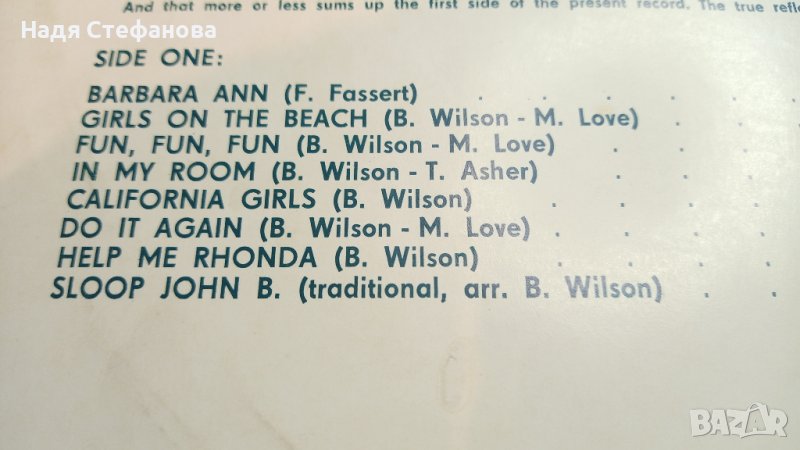 And that more or less sums up the first side of the present record. The true
Надя Стефанова
SIDE ONE:
BARBARA ANN (F. Fassert) . . . . . . .
GIRLS ON THE BEACH (B. Wilson - M. Love) . . .
FUN, FUN, FUN (B. Wilson - M. Love) . . . .
IN MY ROOM (B. Wilson - T. Asher) . . . .
CALIFORNIA GIRLS (B. Wilson) . . . . .
DO IT AGAIN (B. Wilson - M. Love) . . . .
HELP ME RHONDA (B. Wilson) . . . . .
SLOOP JOHN B. (traditional, arr. B. Wilson) . .
BAZAR